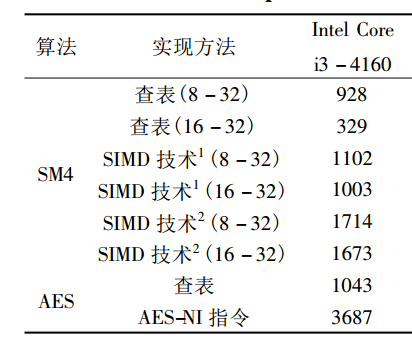 算法 实现方法 Intel Core i3-4160
SM4 查表(8-32) 928
查表(16-32) 329
SIMD 技术¹(8-32) 1102
SIMD 技术¹(16-32) 1003
SIMD 技术²(8-32) 1714
SIMD 技术²(16-32) 1673
AES 查表 1043
AES-NI 指令 3687